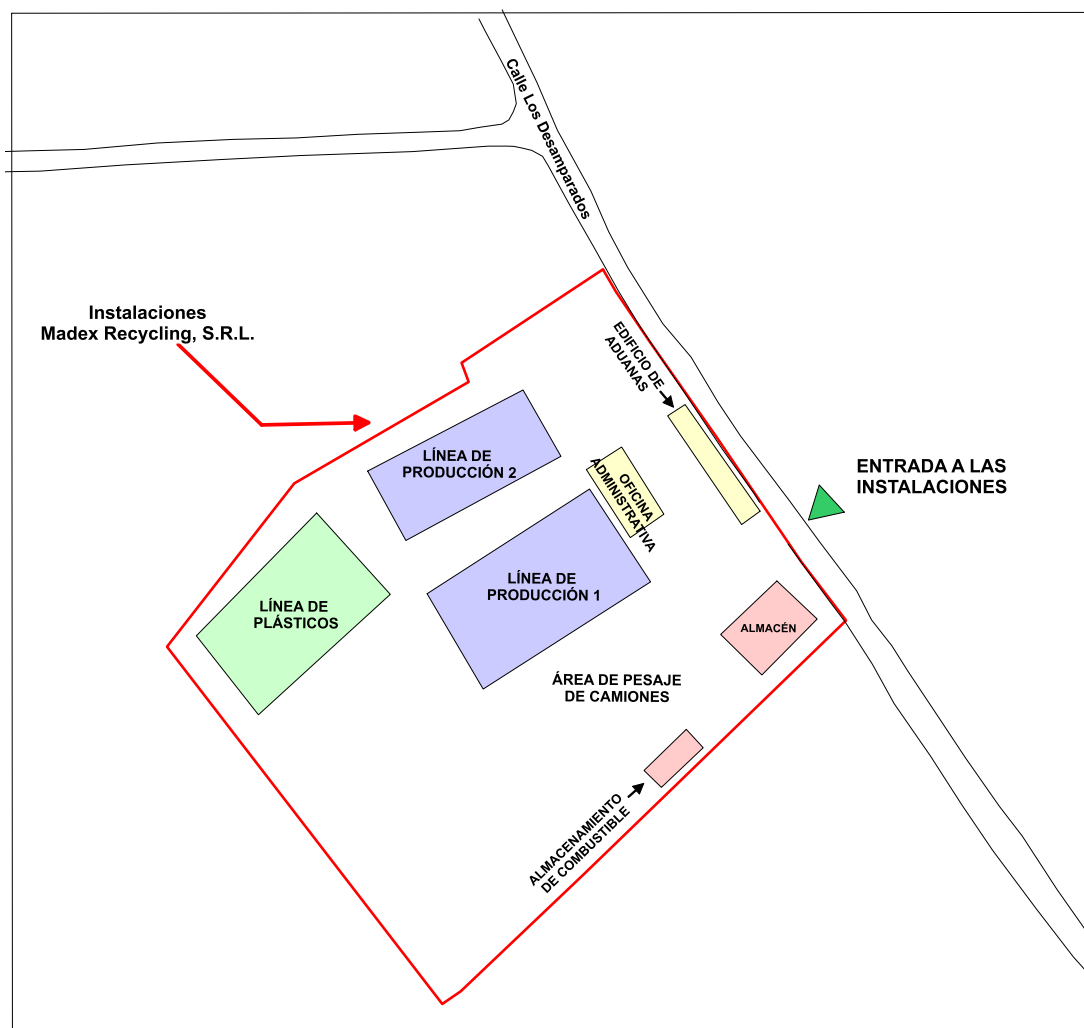 Calle Los Desamparados
Instalaciones
Madex Recycling, S.R.L.
EDIFICIO DE
ADUANAS
LÍNEA DE
PRODUCCIÓN 2
OFICINA
ADMINISTRATIVA
ENTRADA A LAS
INSTALACIONES
LÍNEA DE
PRODUCCIÓN 1
LÍNEA DE
PLÁSTICOS
ALMACÉN
ÁREA DE PESAJE
DE CAMIONES
ALMACENAMIENTO
DE COMBUSTIBLE